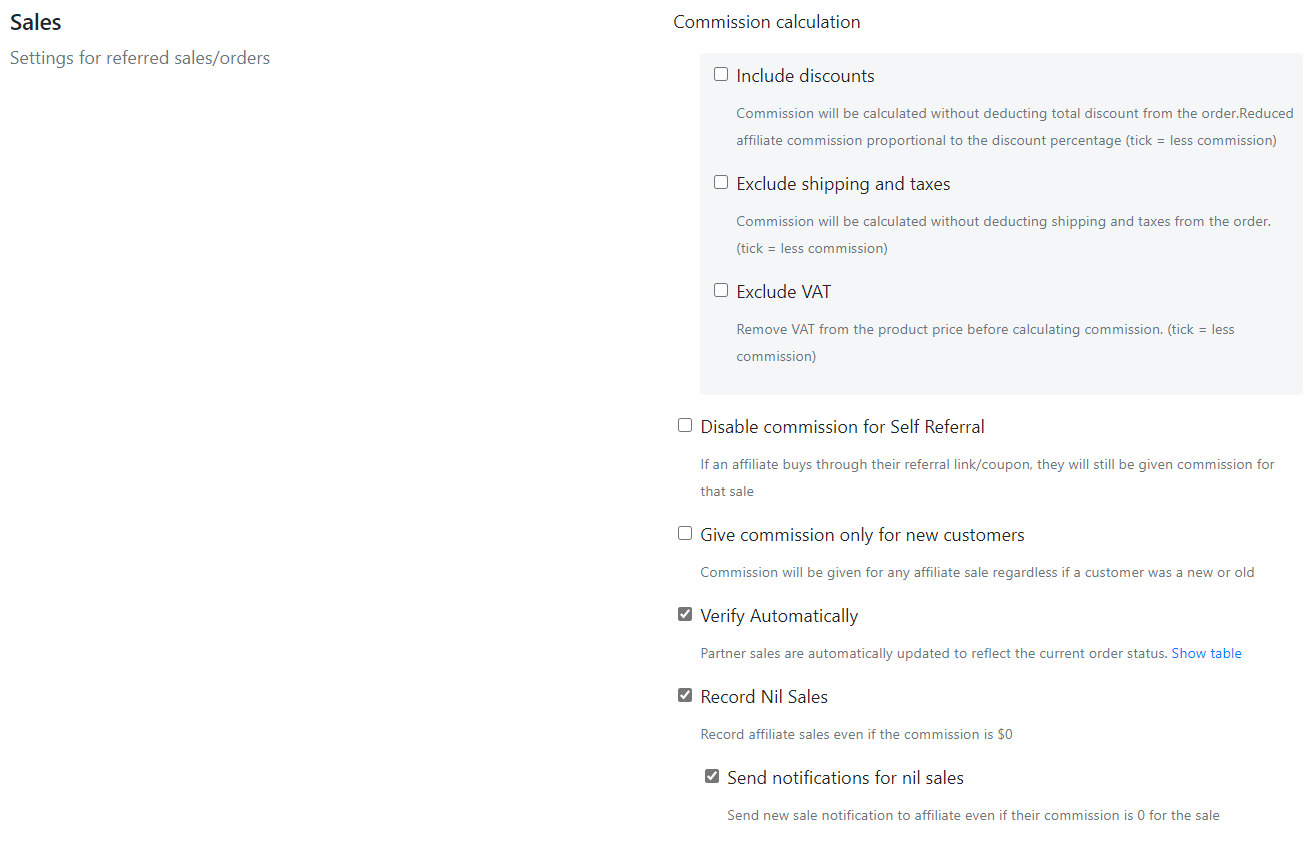 Sales
Settings for referred sales/orders
Commission calculation
Include discounts
Commission will be calculated without deducting total discount from the order.Reduced
affiliate commission proportional to the discount percentage (tick = less commission)
Exclude shipping and taxes
Commission will be calculated without deducting shipping and taxes from the order.
(tick = less commission)
Exclude VAT
Remove VAT from the product price before calculating commission. (tick = less
commission)
Disable commission for Self Referral
If an affiliate buys through their referral link/coupon, they will still be given commission for
that sale
Give commission only for new customers
Commission will be given for any affiliate sale regardless if a customer was a new or old
Verify Automatically
Partner sales are automatically updated to reflect the current order status. Show table
Record Nil Sales
Record affiliate sales even if the commission is $0
Send notifications for nil sales
Send new sale notification to affiliate even if their commission is 0 for the sale